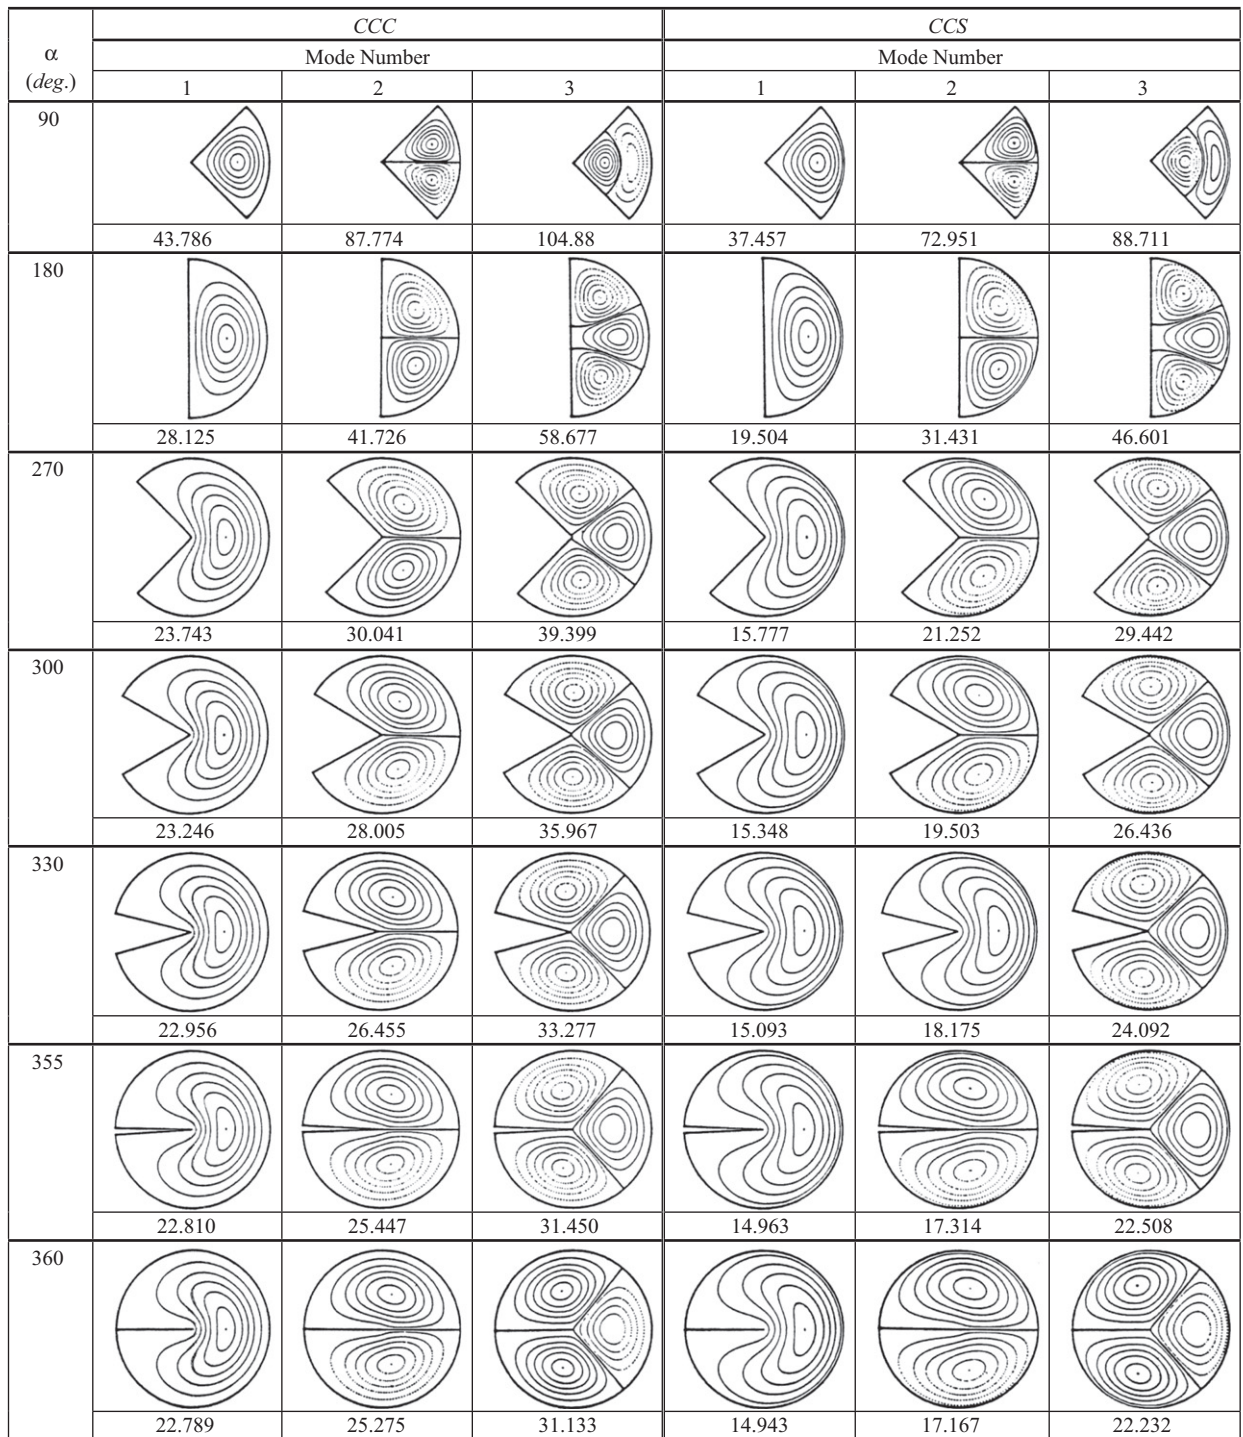 CCC CCS
α (deg.) Mode Number Mode Number
1 2 3 1 2 3
90
43.786 87.774 104.88 37.457 72.951 88.711
180
28.125 41.726 58.677 19.504 31.431 46.601
270
23.743 30.041 39.399 15.777 21.252 29.442
300
23.246 28.005 35.967 15.348 19.503 26.436
330
22.956 26.455 33.277 15.093 18.175 24.092
355
22.810 25.447 31.450 14.963 17.314 22.508
360
22.789 25.275 31.133 14.943 17.167 22.232